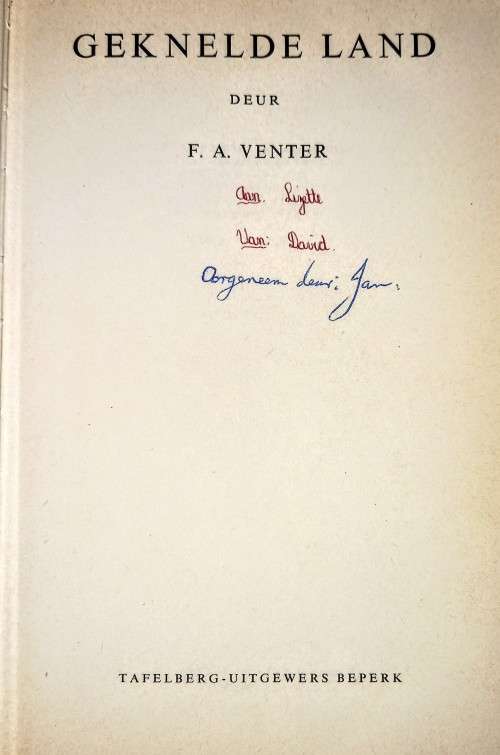 GEKNELDE LAND
DEUR
F. A. VENTER
Aan. Lizette
Van: David.
Oorgeneem deur: Jan:
TAFELBERG-UITGEWERS BEPERK